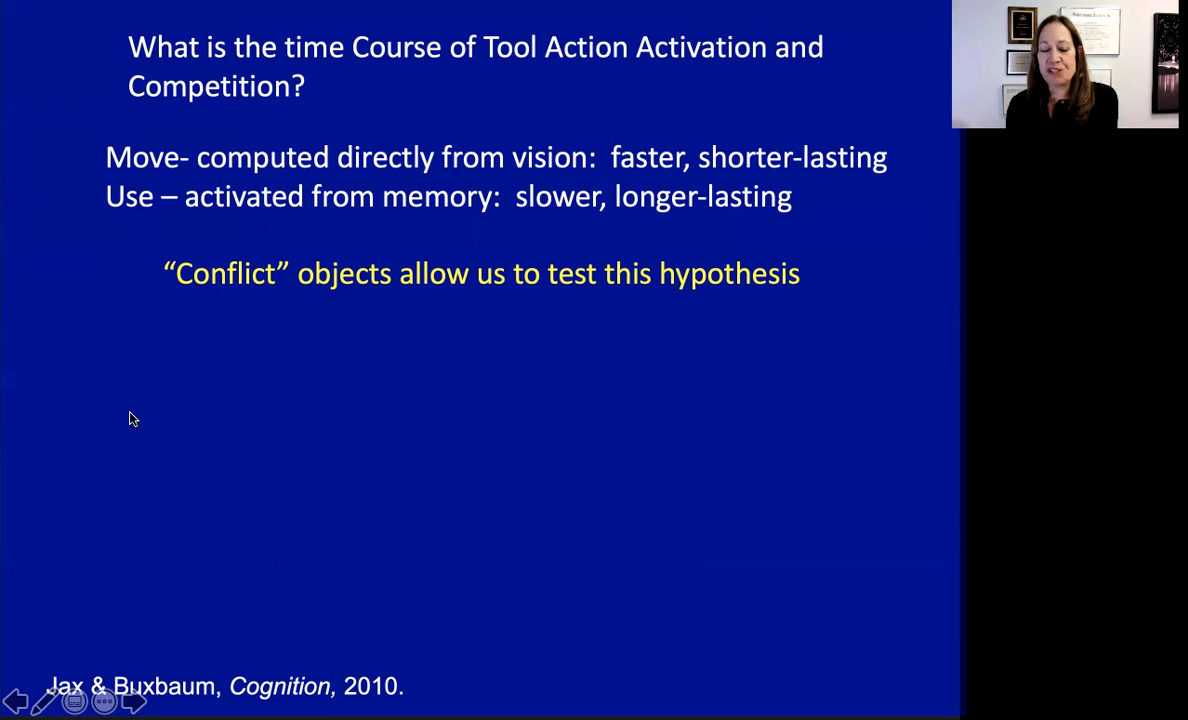 What is the time Course of Tool Action Activation and
Competition?
Move- computed directly from vision:  faster, shorter-lasting
Use – activated from memory:  slower, longer-lasting
“Conflict” objects allow us to test this hypothesis
Jax & Buxbaum, Cognition, 2010.